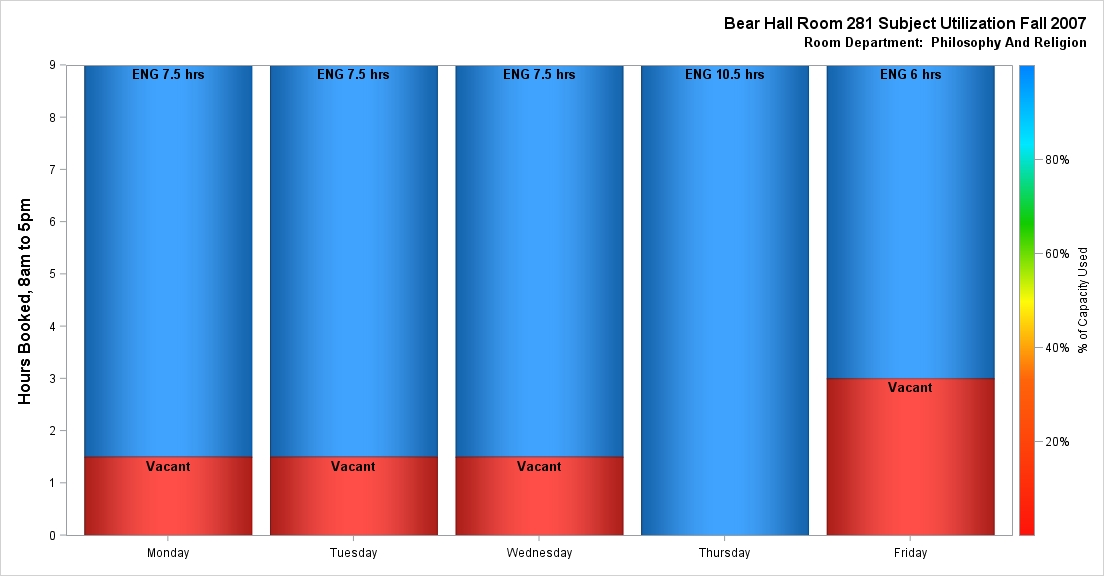 Bear Hall Room 281 Subject Utilization Fall 2007
Room Department:  Philosophy And Religion
Hours Booked, 8am to 5pm
9
8
7
6
5
4
3
2
1
0
ENG 7.5 hrs
Vacant
ENG 7.5 hrs
Vacant
ENG 7.5 hrs
Vacant
ENG 10.5 hrs
ENG 6 hrs
Vacant
Monday
Tuesday
Wednesday
Thursday
Friday
80%
60%
40%
20%
% of Capacity Used